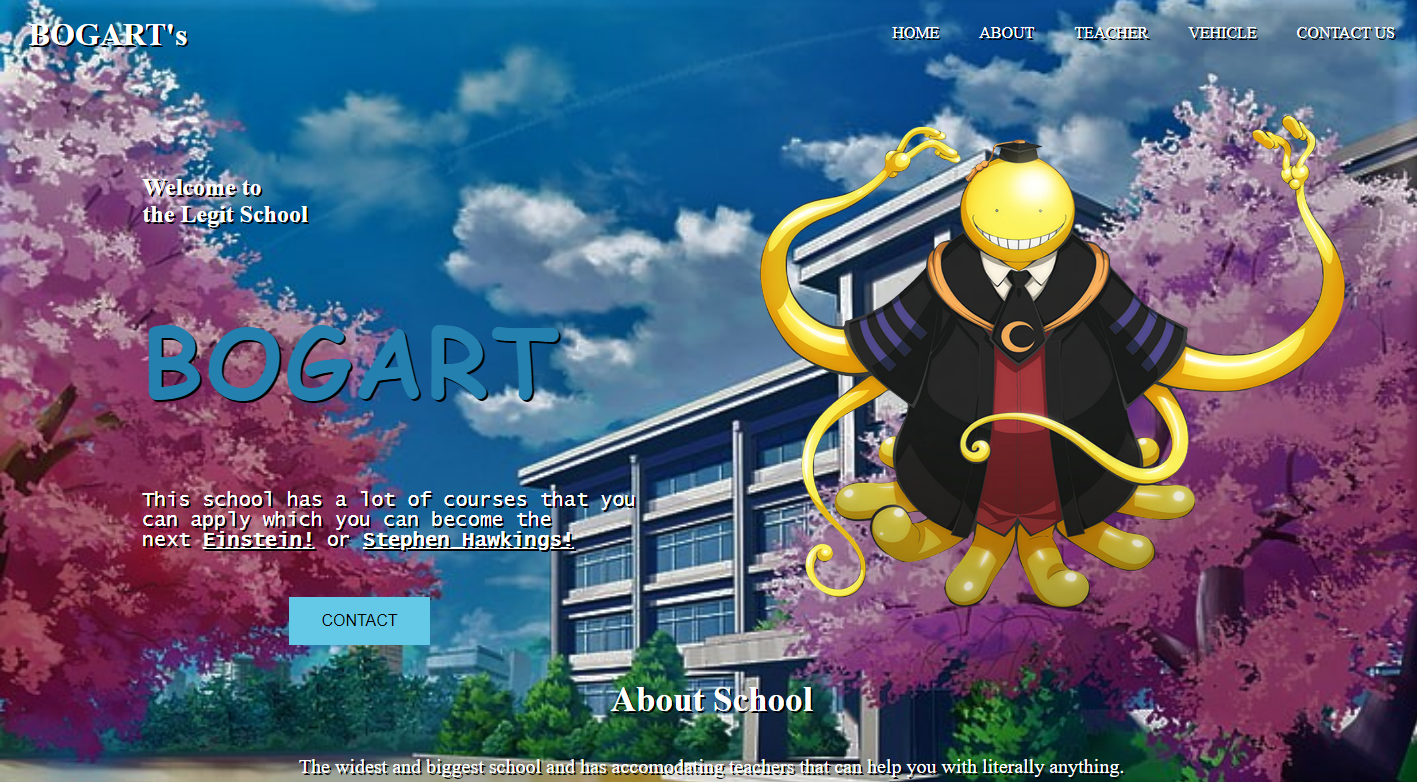 BOGART's
HOME ABOUT TEACHER VEHICLE CONTACT US
Welcome to
the Legit School
BOGART
This school has a lot of courses that you
can apply which you can become the
next Einstein! or Stephen Hawkings!
CONTACT
About School
The widest and biggest school and has accomodating teachers that can help you with literally anything.